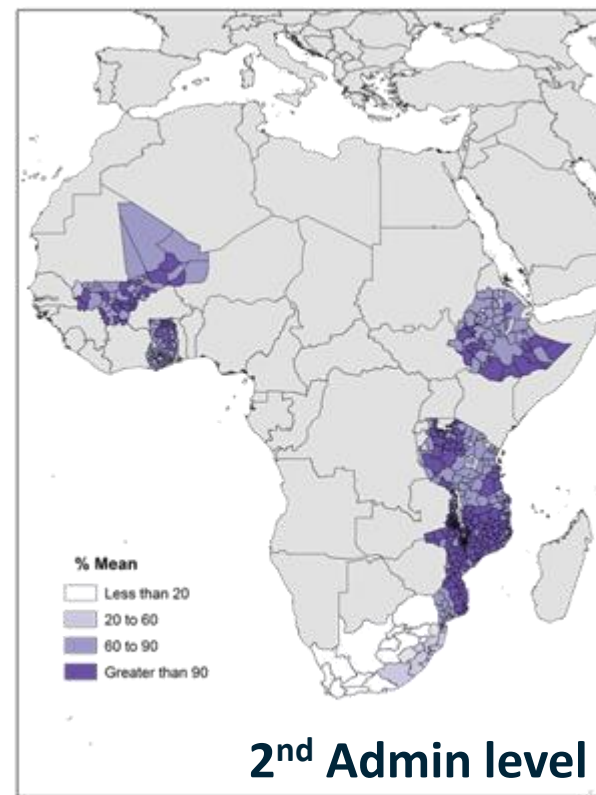 % Mean
Less than 20
20 to 60
60 to 90
Greater than 90
2nd Admin level